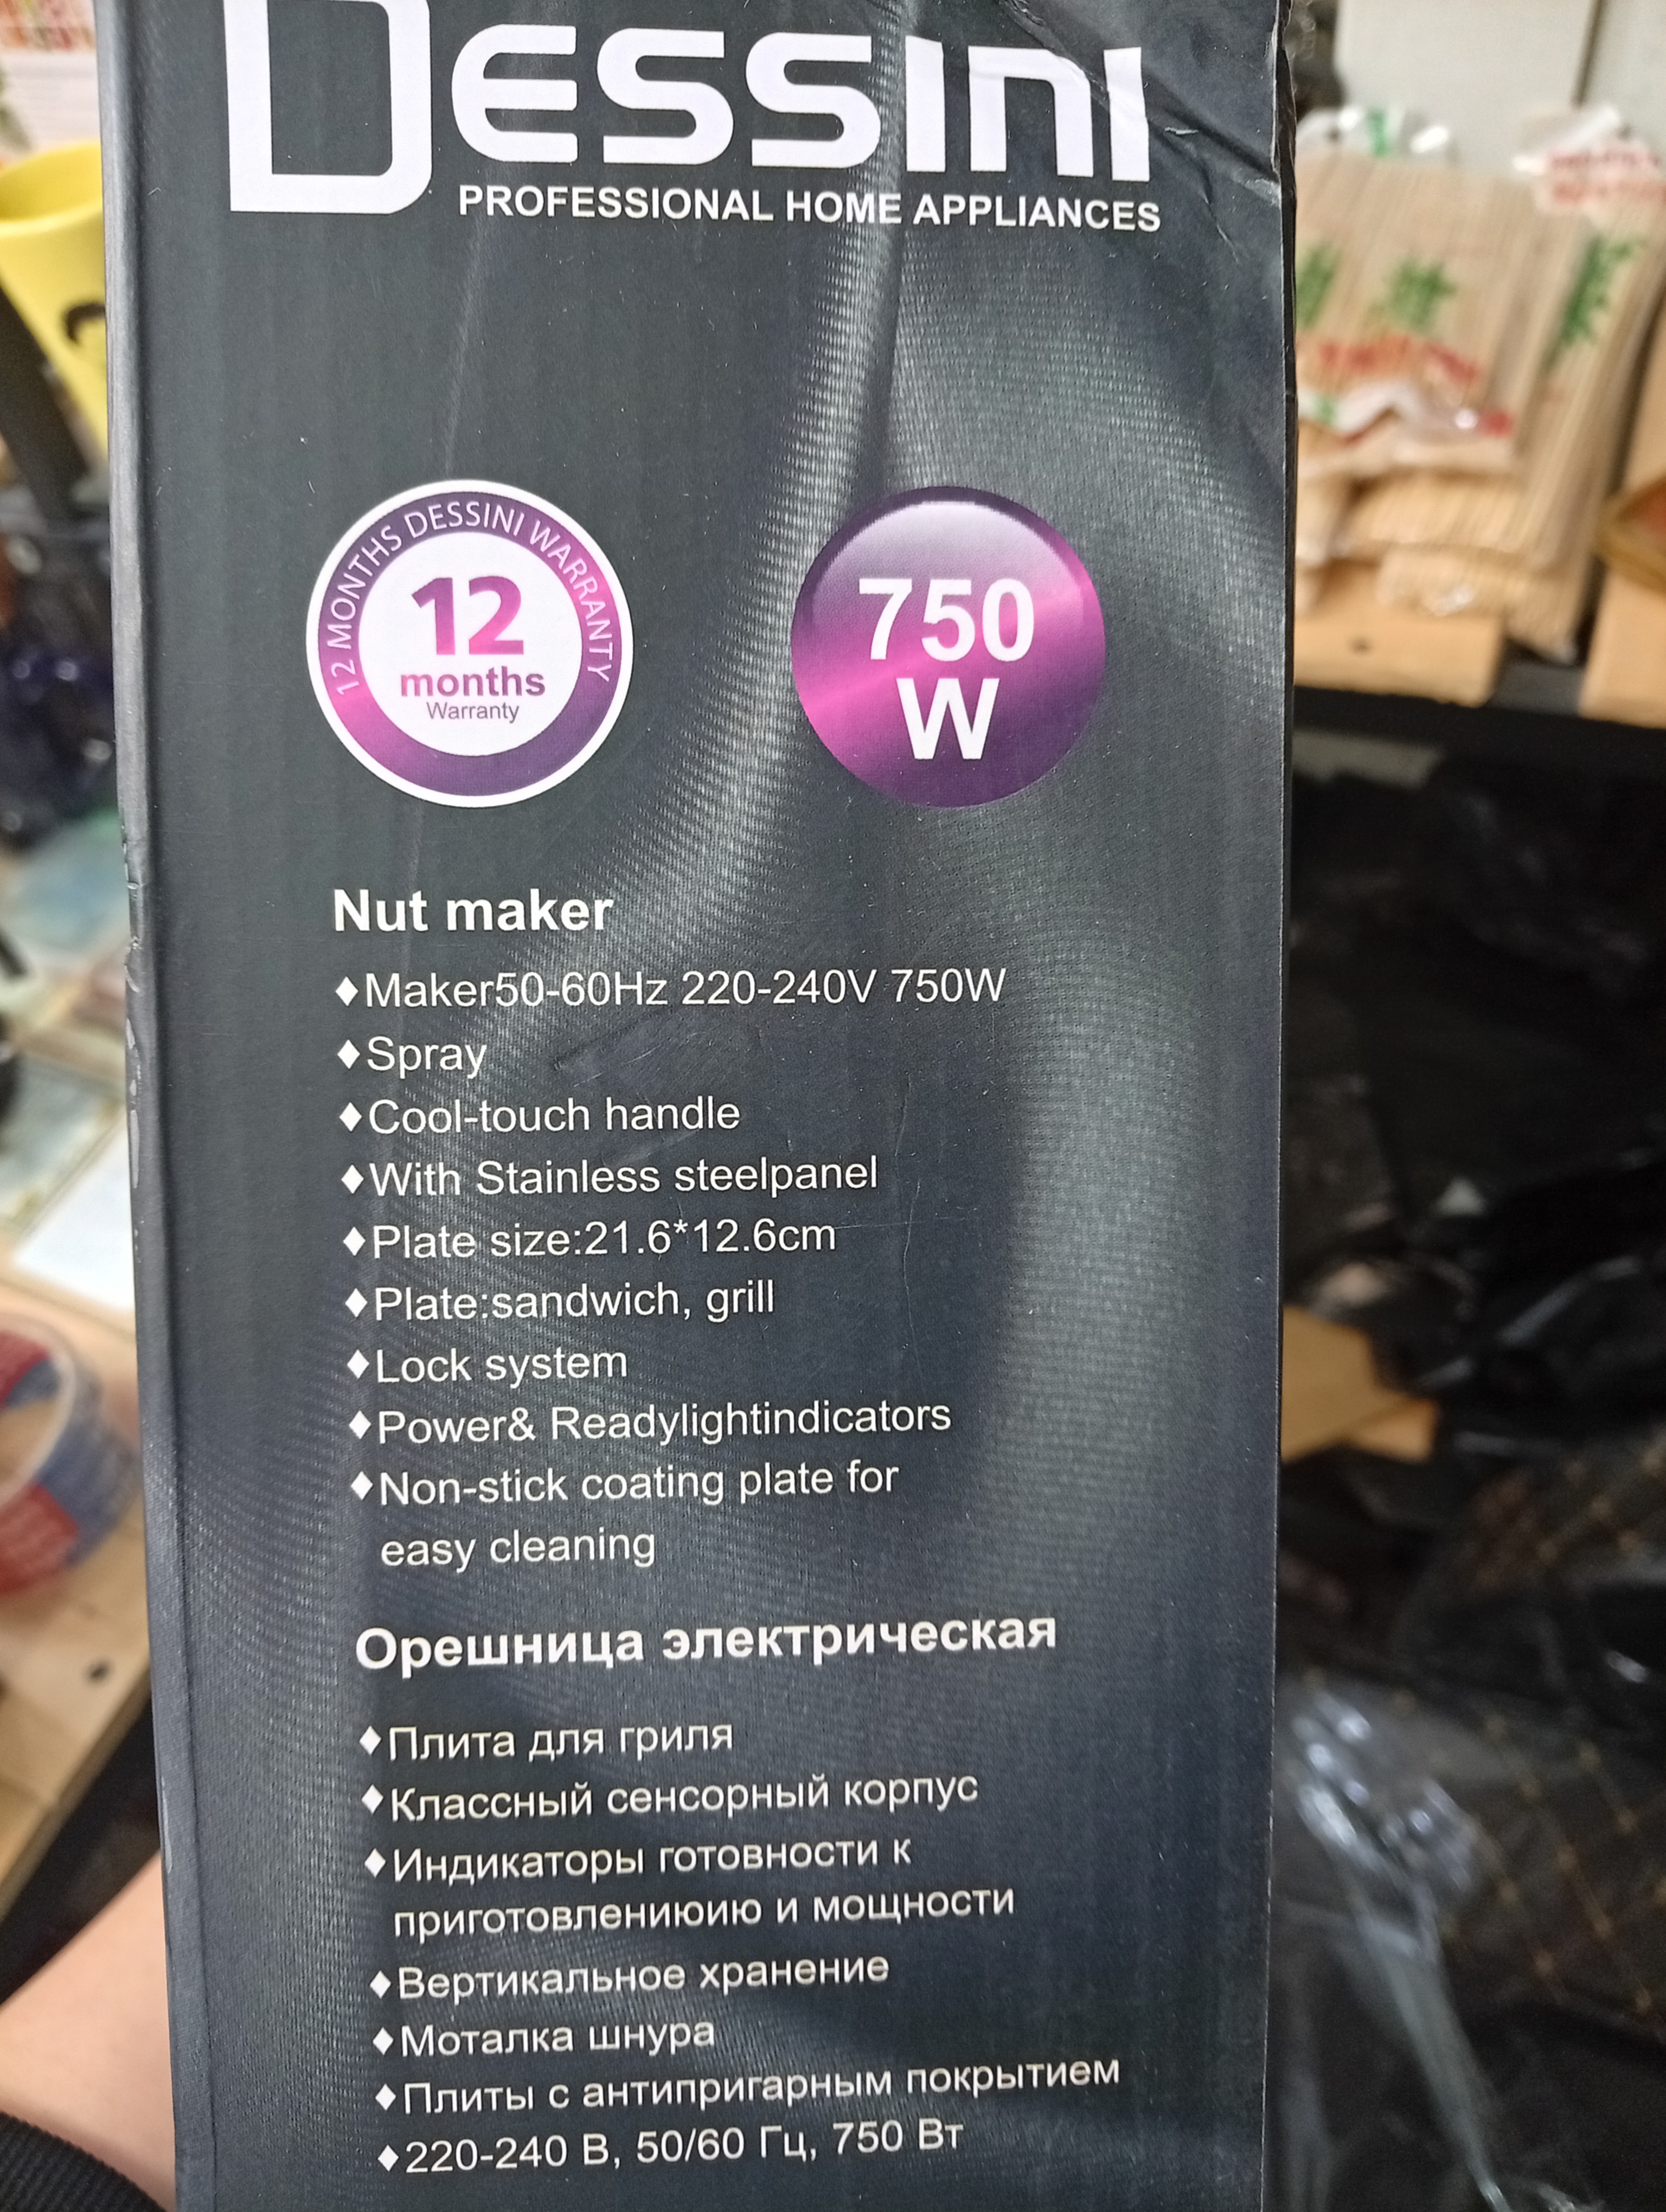 DESSINI
PROFESSIONAL HOME APPLIANCES
12 MONTHS DESSINI WARRANTY
12
months
Warranty
750
W
Nut maker
♦Maker50-60Hz 220-240V 750W
♦Spray
♦Cool-touch handle
♦With Stainless steelpanel
♦Plate size:21.6*12.6cm
♦Plate:sandwich, grill
♦Lock system
♦Power& Readylightindicators
♦Non-stick coating plate for
easy cleaning
Орешница электрическая
♦Плита для гриля
♦Классный сенсорный корпус
♦Индикаторы готовности к
приготовлениюию и мощности
♦Вертикальное хранение
♦Моталка шнура
♦Плиты с антипригарным покрытием
♦220-240 В, 50/60 Гц, 750 Вт